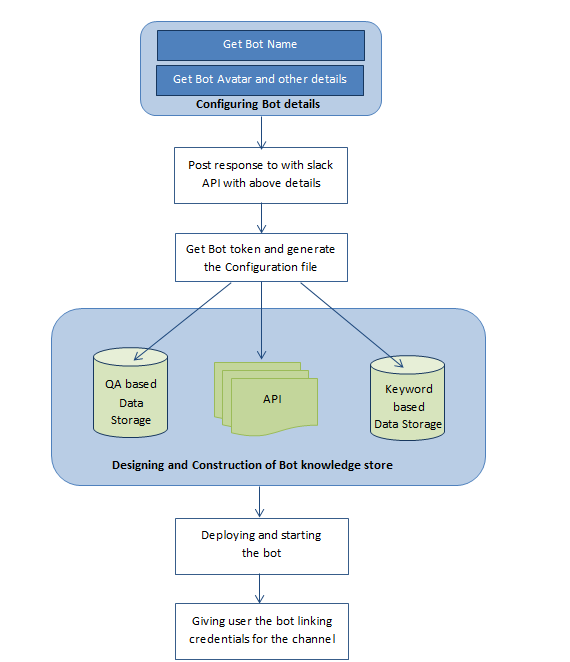 Get Bot Name
Get Bot Avatar and other details
Configuring Bot details
Post response to with slack
API with above details
Get Bot token and generate
the Configuration file
QA based
Data
Storage
API
Keyword
based
Data Storage
Designing and Construction of Bot knowledge store
Deploying and starting
the bot
Giving user the bot linking
credentials for the channel